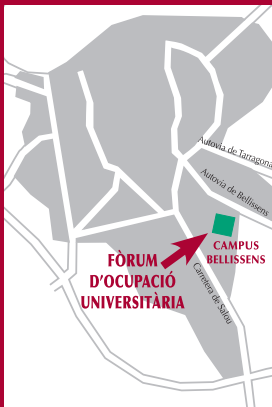 Autovia de Tarragona
Autovia de Bellissens
CAMPUS
BELLISSENS
FÒRUM
D'OCUPACIÓ
UNIVERSITÀRIA
Carretera de Salou